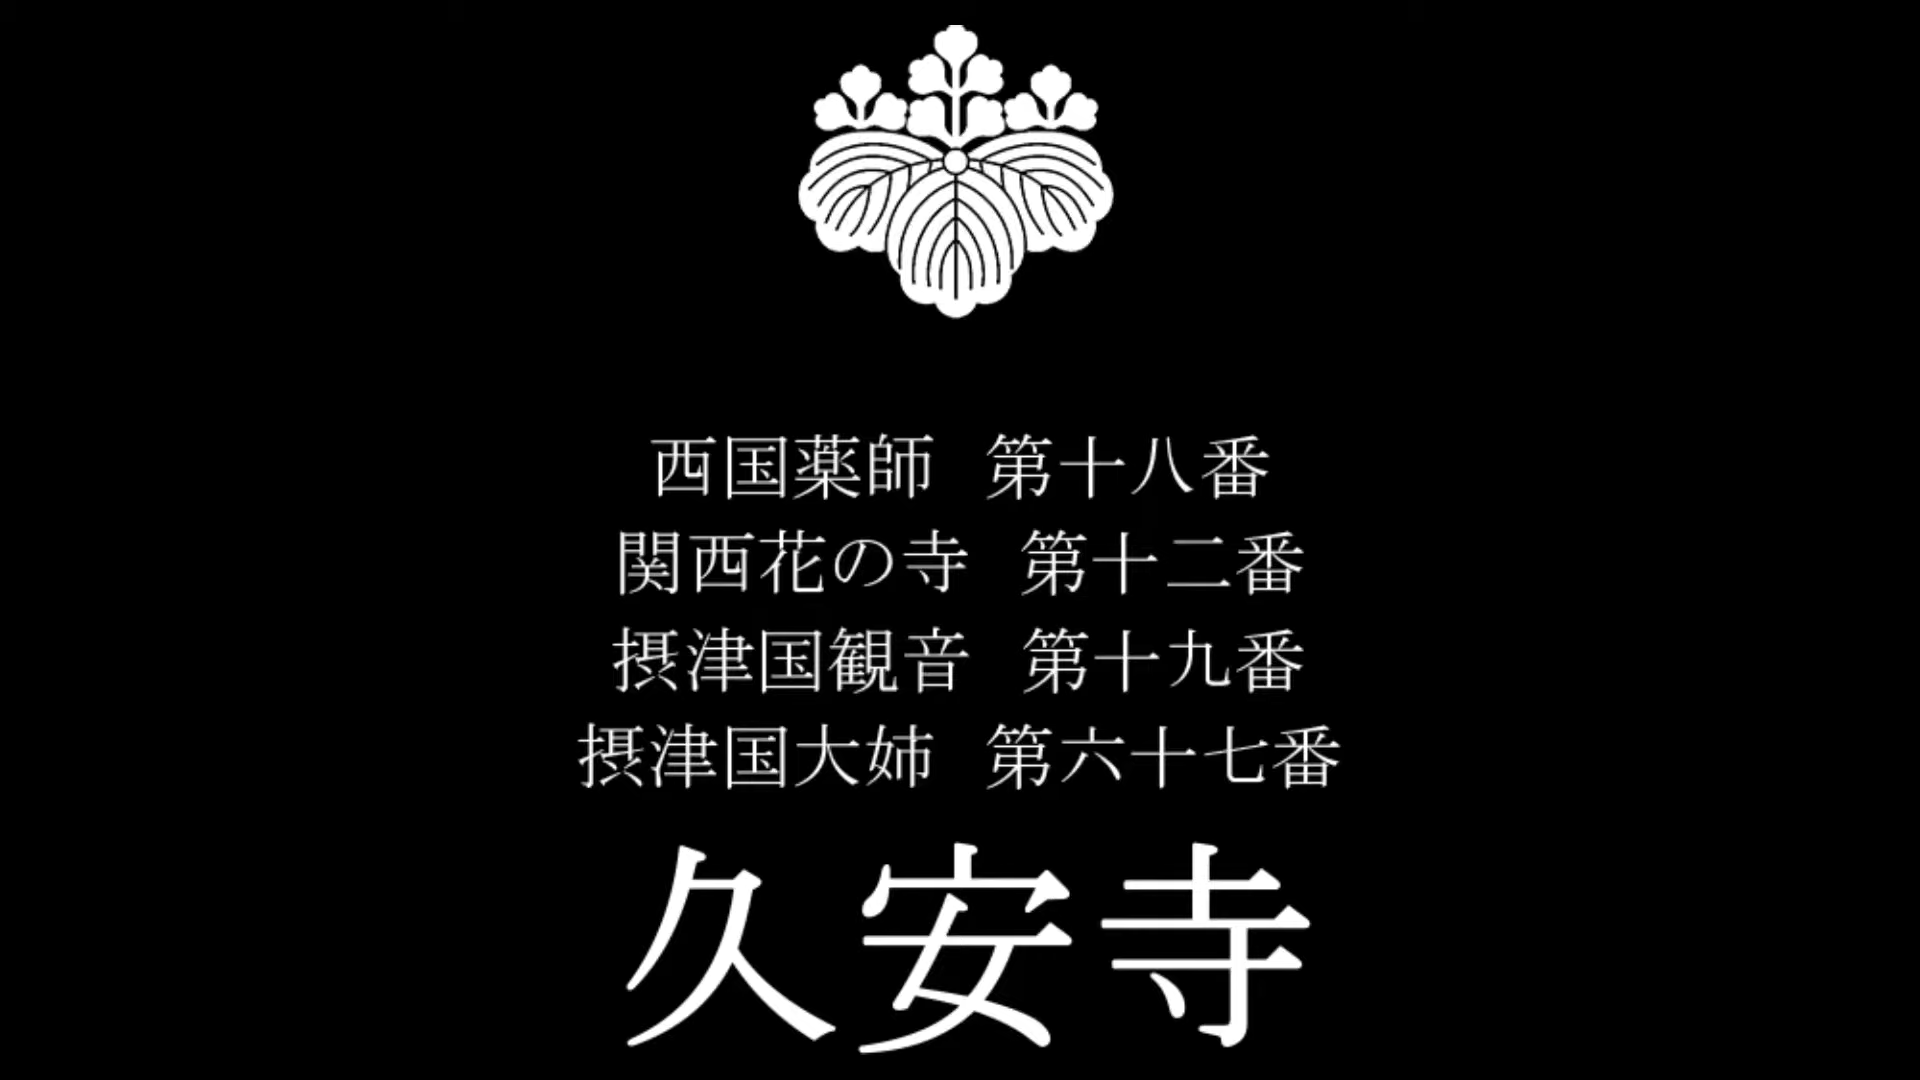 西国薬師　第十八番
関西花の寺　第十二番
摂津国観音　第十九番
摂津国大姉　第六十七番
久安寺